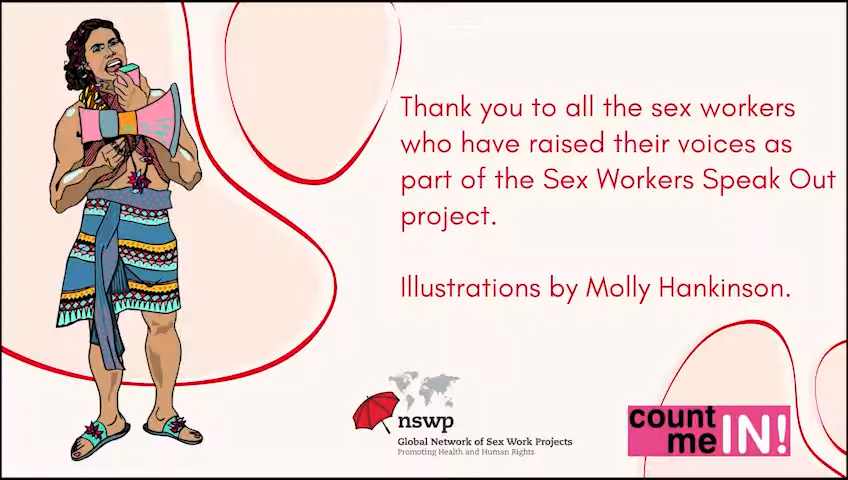 Thank you to all the sex workers
who have raised their voices as
part of the Sex Workers Speak Out
project.
Illustrations by Molly Hankinson.
nswp
Global Network of Sex Work Projects
Promoting Health and Human Rights
count
me IN!